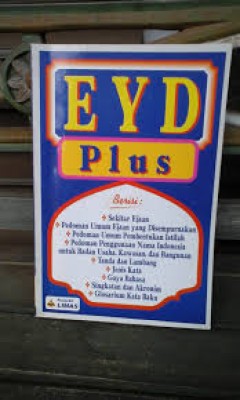 EYD
Plus
Berisi :
Sekitar Ejaan
Pedoman Umum Ejaan yang Disempurnakan
Pedoman Umum Pembentukan Istilah
Pedoman Penggunaan Nama Indonesia
untuk Badan Usaha, Kawasan dan Bangunan
Tanda dan Lambang
Jenis Kata
Gaya Bahasa
Singkatan dan Akronim
Glosarium Kata Baku
LIMAS